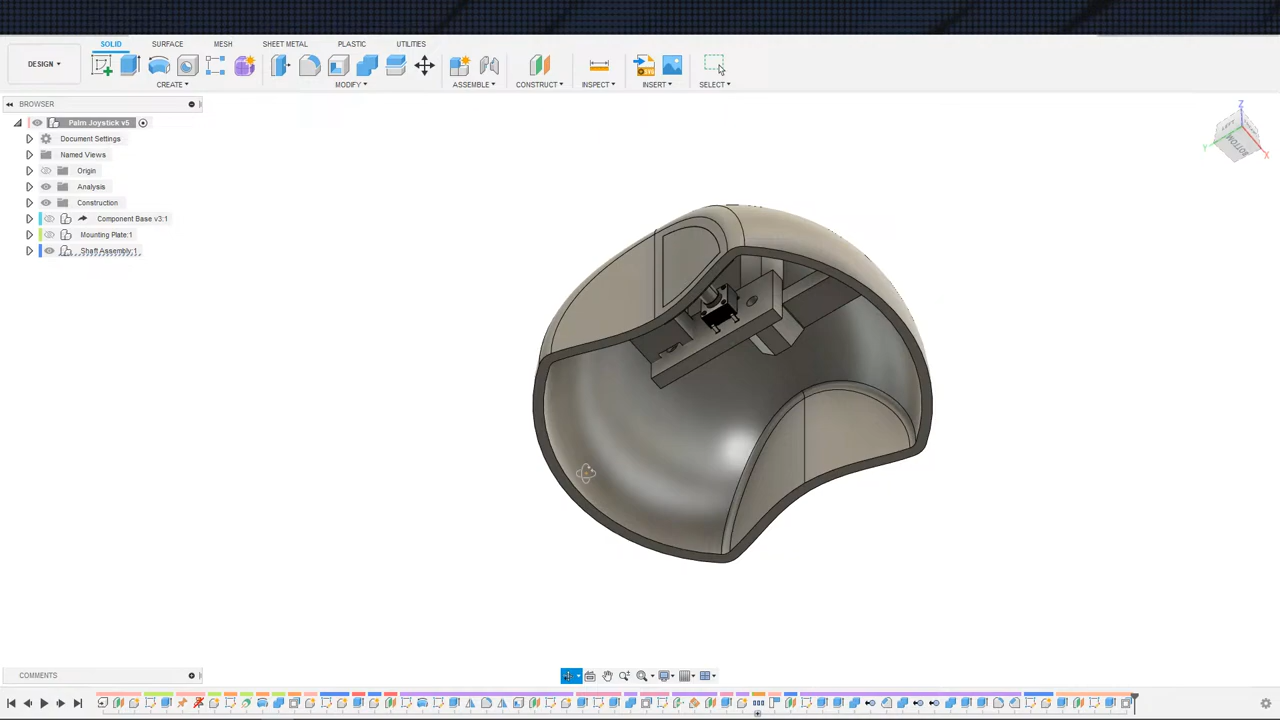 SOLID SURFACE MESH SHEET METAL PLASTIC UTILITIES
DESIGN
CREATE MODIFY ASSEMBLE CONSTRUCT INSPECT INSERT SELECT
BROWSER
Palm Joystick v5
Document Settings
Named Views
Origin
Analysis
Construction
Component Base v3:1
Mounting Plate:1
Shaft Assembly:1
Z
BOTTOM
Y
X
COMMENTS